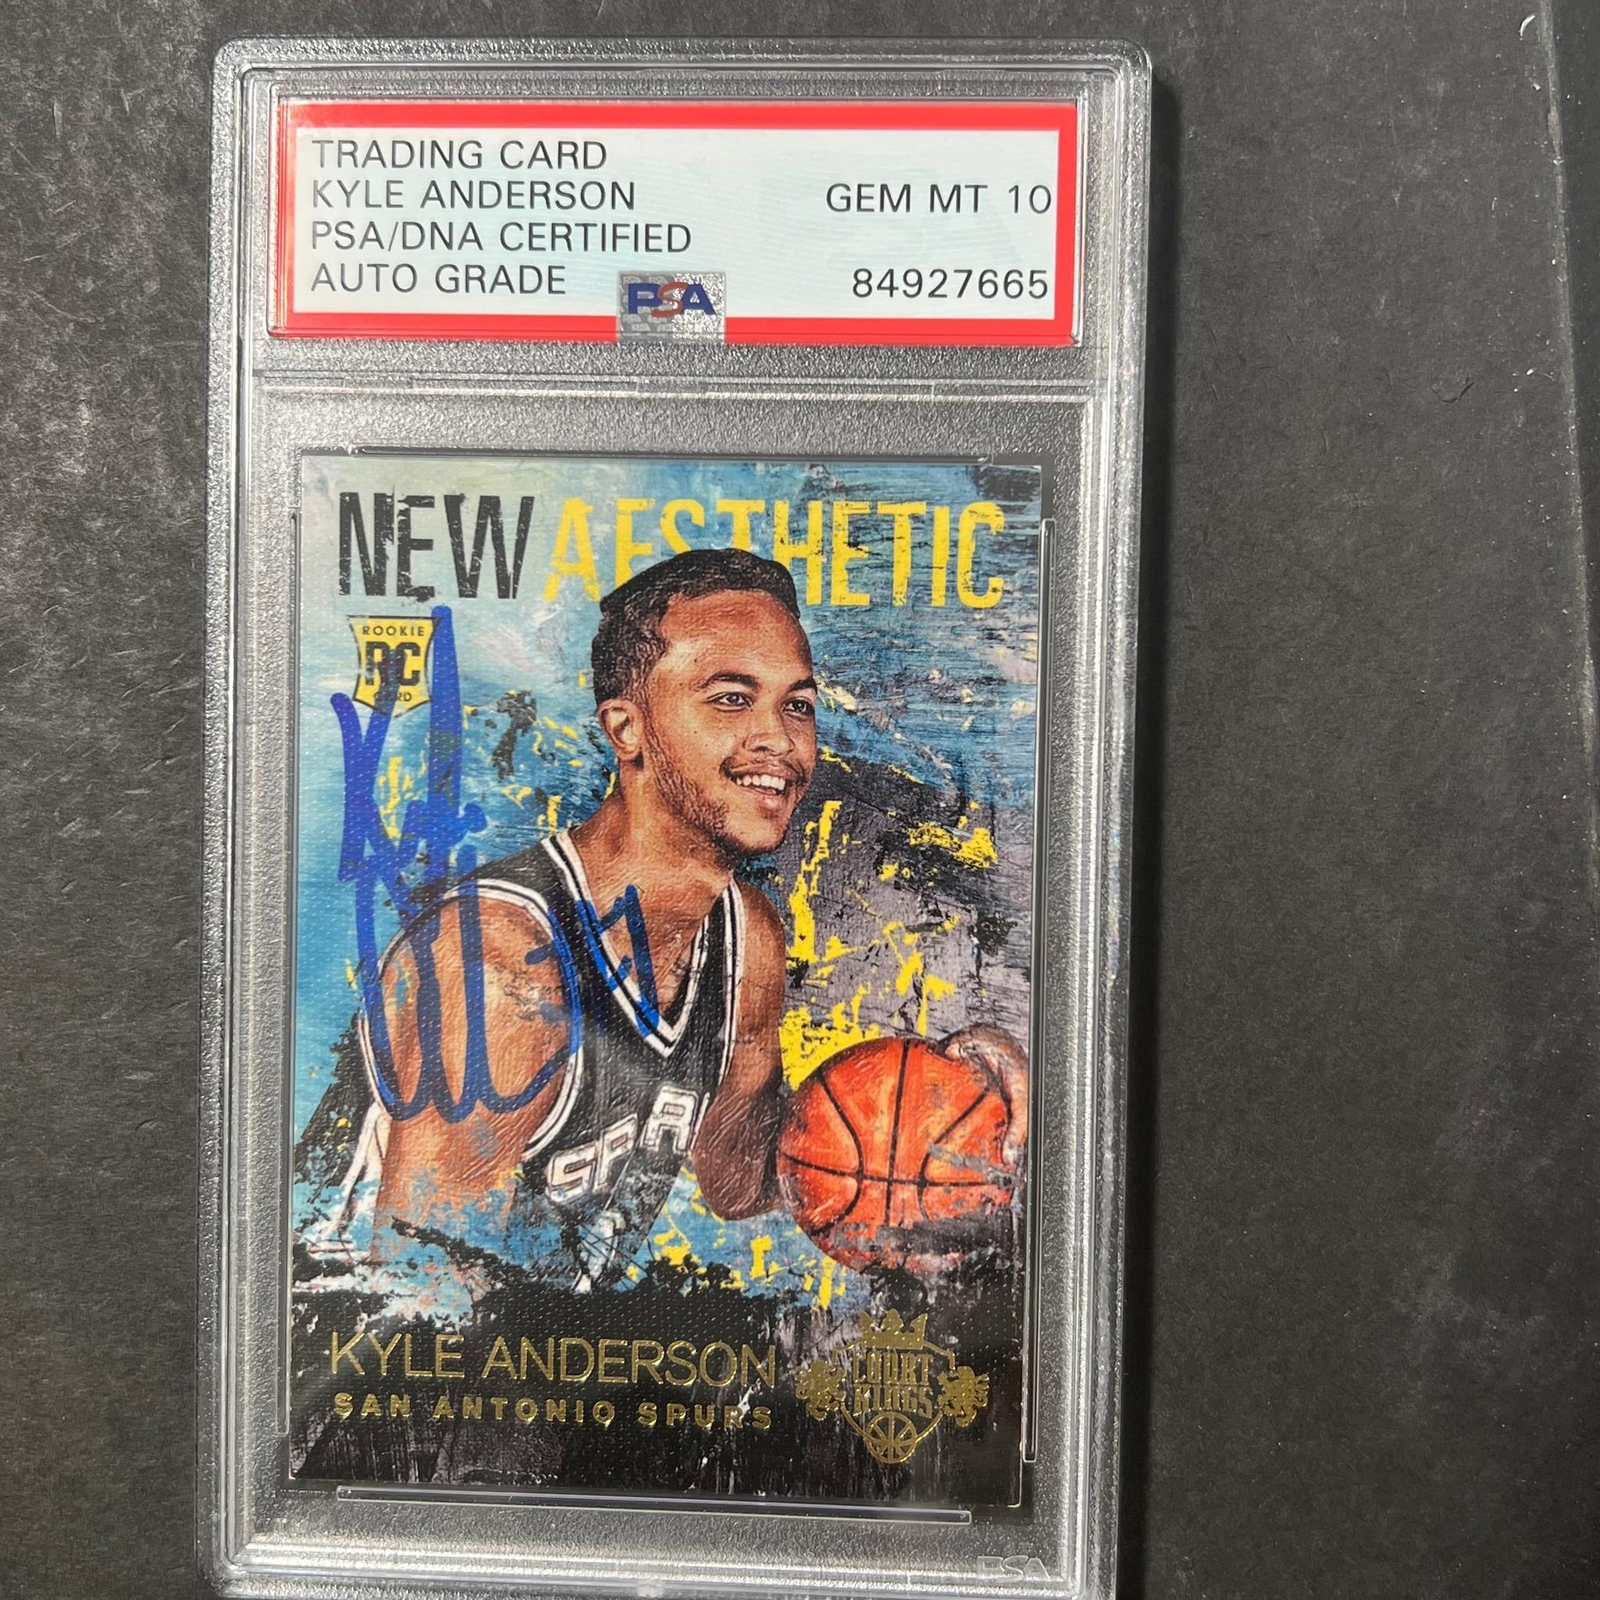 TRADING CARD
KYLE ANDERSON
PSA/DNA CERTIFIED
AUTO GRADE
GEM MT 10
84927665
PSA
NEW AESTHETIC
ROOKIE
RC
KYLE ANDERSON
SAN ANTONIO SPURS
COURT
KINGS
PSA